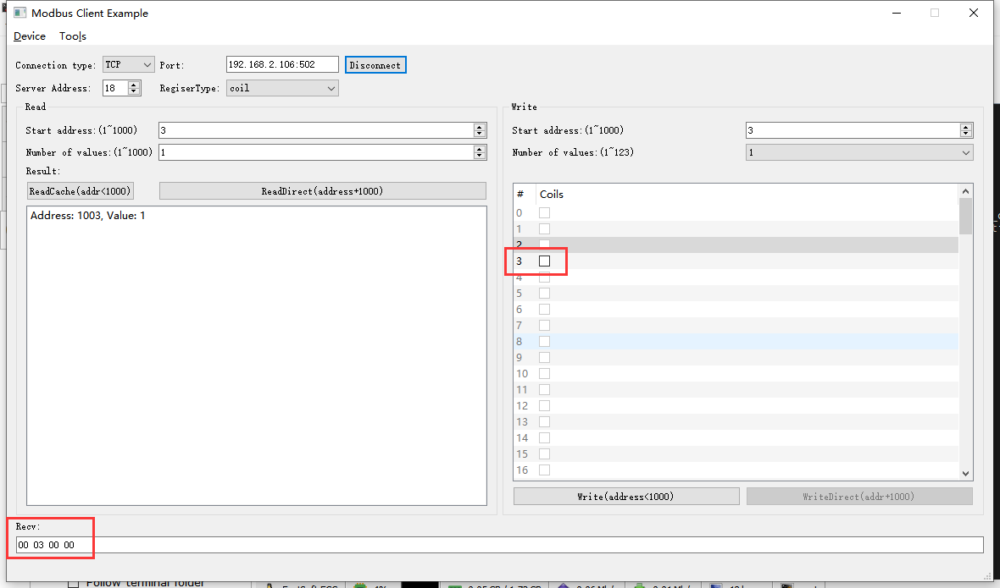 Modbus Client Example
Device Tools
Connection type: TCP Port: 192.168.2.106:502 Disconnect
Server Address: 18 RegiserType: coil
Read
Start address:(1~1000) 3
Number of values:(1~1000) 1
Result:
ReadCache(addr<1000) ReadDirect(address+1000)
Address: 1003, Value: 1
Write
Start address:(1~1000) 3
Number of values:(1~123) 1
# Coils
0
1
2
3
4
5
6
7
8
9
10
11
12
13
14
15
16
Write(address<1000) WriteDirect(addr+1000)
Recv:
00 03 00 00
Follow terminal folder